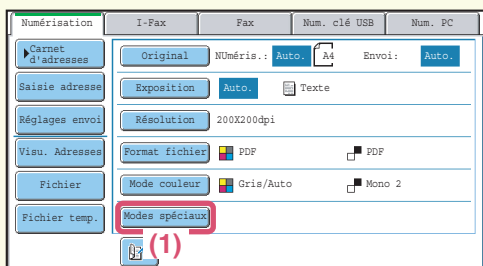 Numérisation I-Fax Fax Num. clé USB Num. PC
Carnet
d'adresses
Original NUméris.: Auto. A4 Envoi: Auto.
Saisie adresse Exposition Auto. Texte
Réglages envoi Résolution 200X200dpi
Visu. Adresses Format fichier PDF PDF
Fichier Mode couleur Gris/Auto Mono 2
Fichier temp. Modes spéciaux
(1)